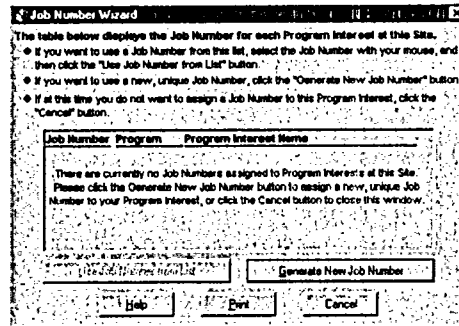 Job Number Wizard
The table below displays the Job Number for each Program Interest at this Site.
If you want to use a Job Number from this list, select the Job Number with your mouse, and
then click the "Use Job Number from List" button.
If you want to use a new, unique Job Number, click the "Generate New Job Number" button
If at this time you do not want to assign a Job Number to this Program Interest, click the
"Cancel" button.
Job Number Program Program Interest Name
There are currently no Job Numbers assigned to Program Interests at this Site.
Please click the Generate New Job Number button to assign a new, unique Job
Number to your Program Interest, or click the Cancel button to close this window.
Generate New Job Number
Help Print Cancel